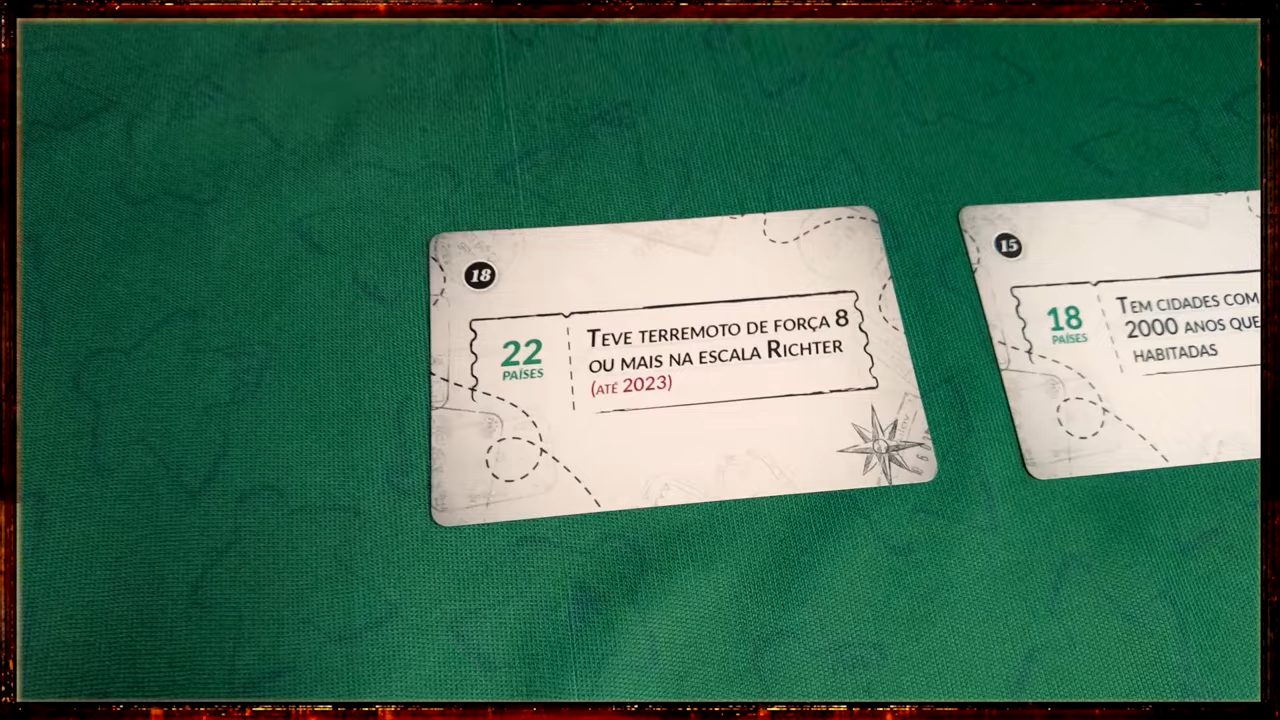 18
22
PAÍSES
TEVE TERREMOTO DE FORÇA 8
OU MAIS NA ESCALA RICHTER
(ATÉ 2023)
15
18
PAÍSES
TEM CIDADES COM
2000 ANOS QUE
HABITADAS